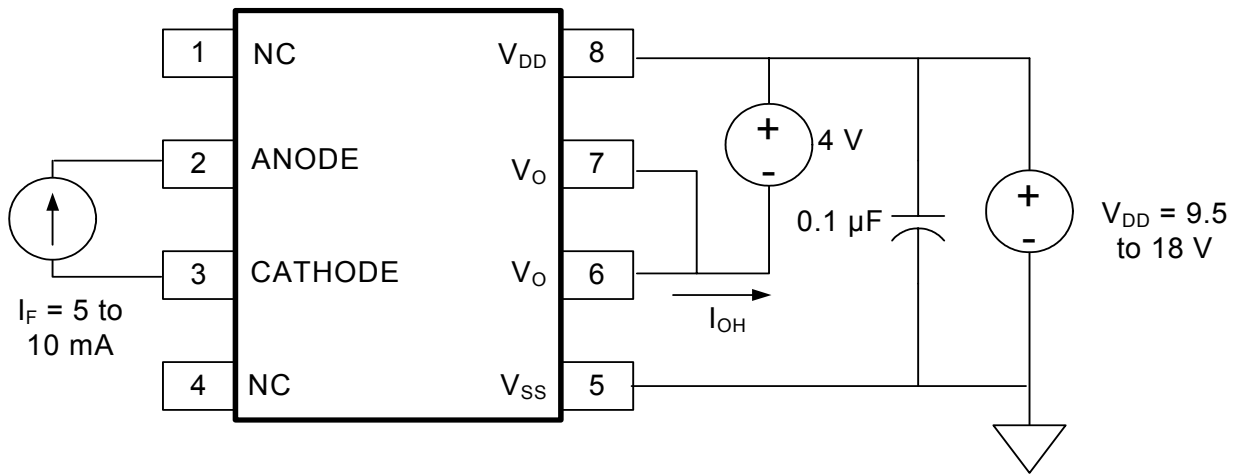 1 NC V_DD 8
2 ANODE V_O 7
3 CATHODE V_O 6
4 NC V_SS 5
I_F = 5 to
10 mA
+
4 V
-
I_OH
0.1 µF
+
-
V_DD = 9.5
to 18 V